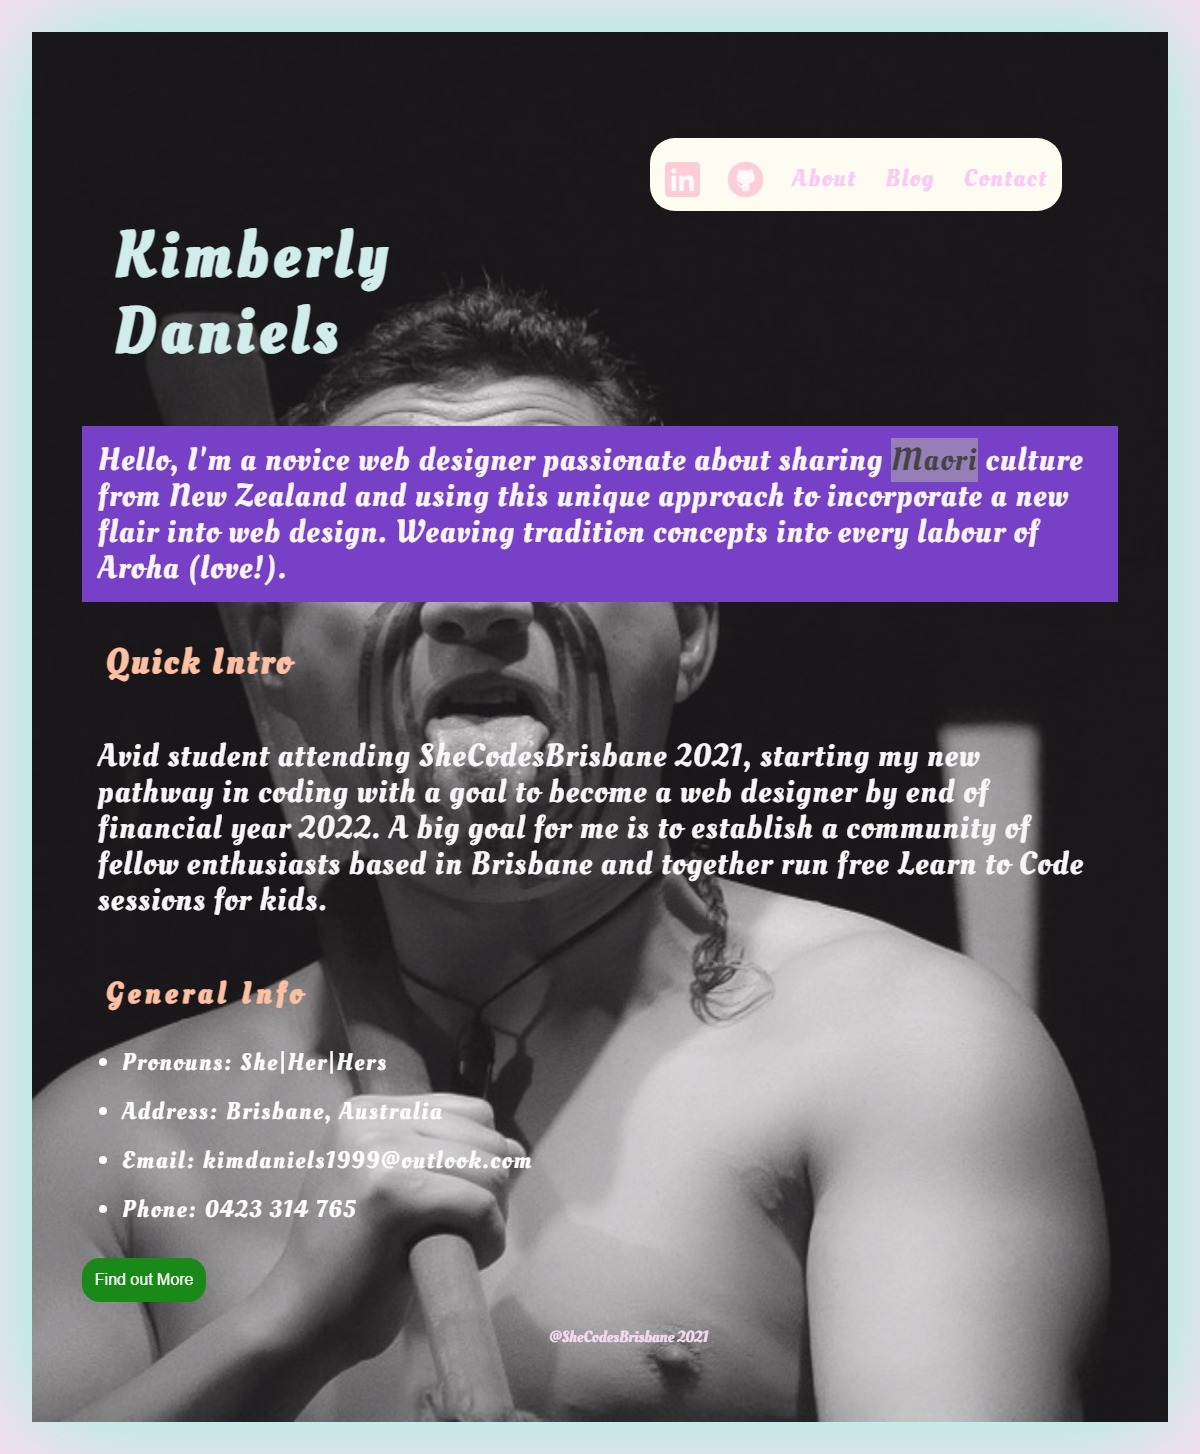 in About Blog Contact
Kimberly
Daniels
Hello, I'm a novice web designer passionate about sharing Maori culture
from New Zealand and using this unique approach to incorporate a new
flair into web design. Weaving tradition concepts into every labour of
Aroha (love!).
Quick Intro
Avid student attending SheCodesBrisbane 2021, starting my new
pathway in coding with a goal to become a web designer by end of
financial year 2022. A big goal for me is to establish a community of
fellow enthusiasts based in Brisbane and together run free Learn to Code
sessions for kids.
General Info
• Pronouns: She|Her|Hers
• Address: Brisbane, Australia
• Email: kimdaniels1999@outlook.com
• Phone: 0423 314 765
Find out More
@SheCodesBrisbane 2021